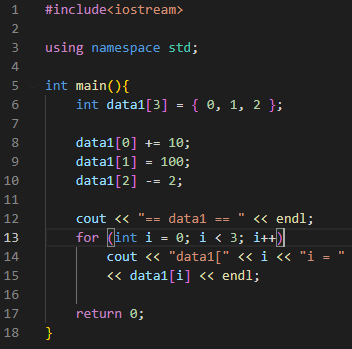 1 #include<iostream>
2
3 using namespace std;
4
5 int main(){
6     int data1[3] = { 0, 1, 2 };
7
8     data1[0] += 10;
9     data1[1] = 100;
10     data1[2] -= 2;
11
12     cout << "== data1 == " << endl;
13     for (int i = 0; i < 3; i++)
14         cout << "data1[" << i << "i = "
15         << data1[i] << endl;
16
17     return 0;
18 }